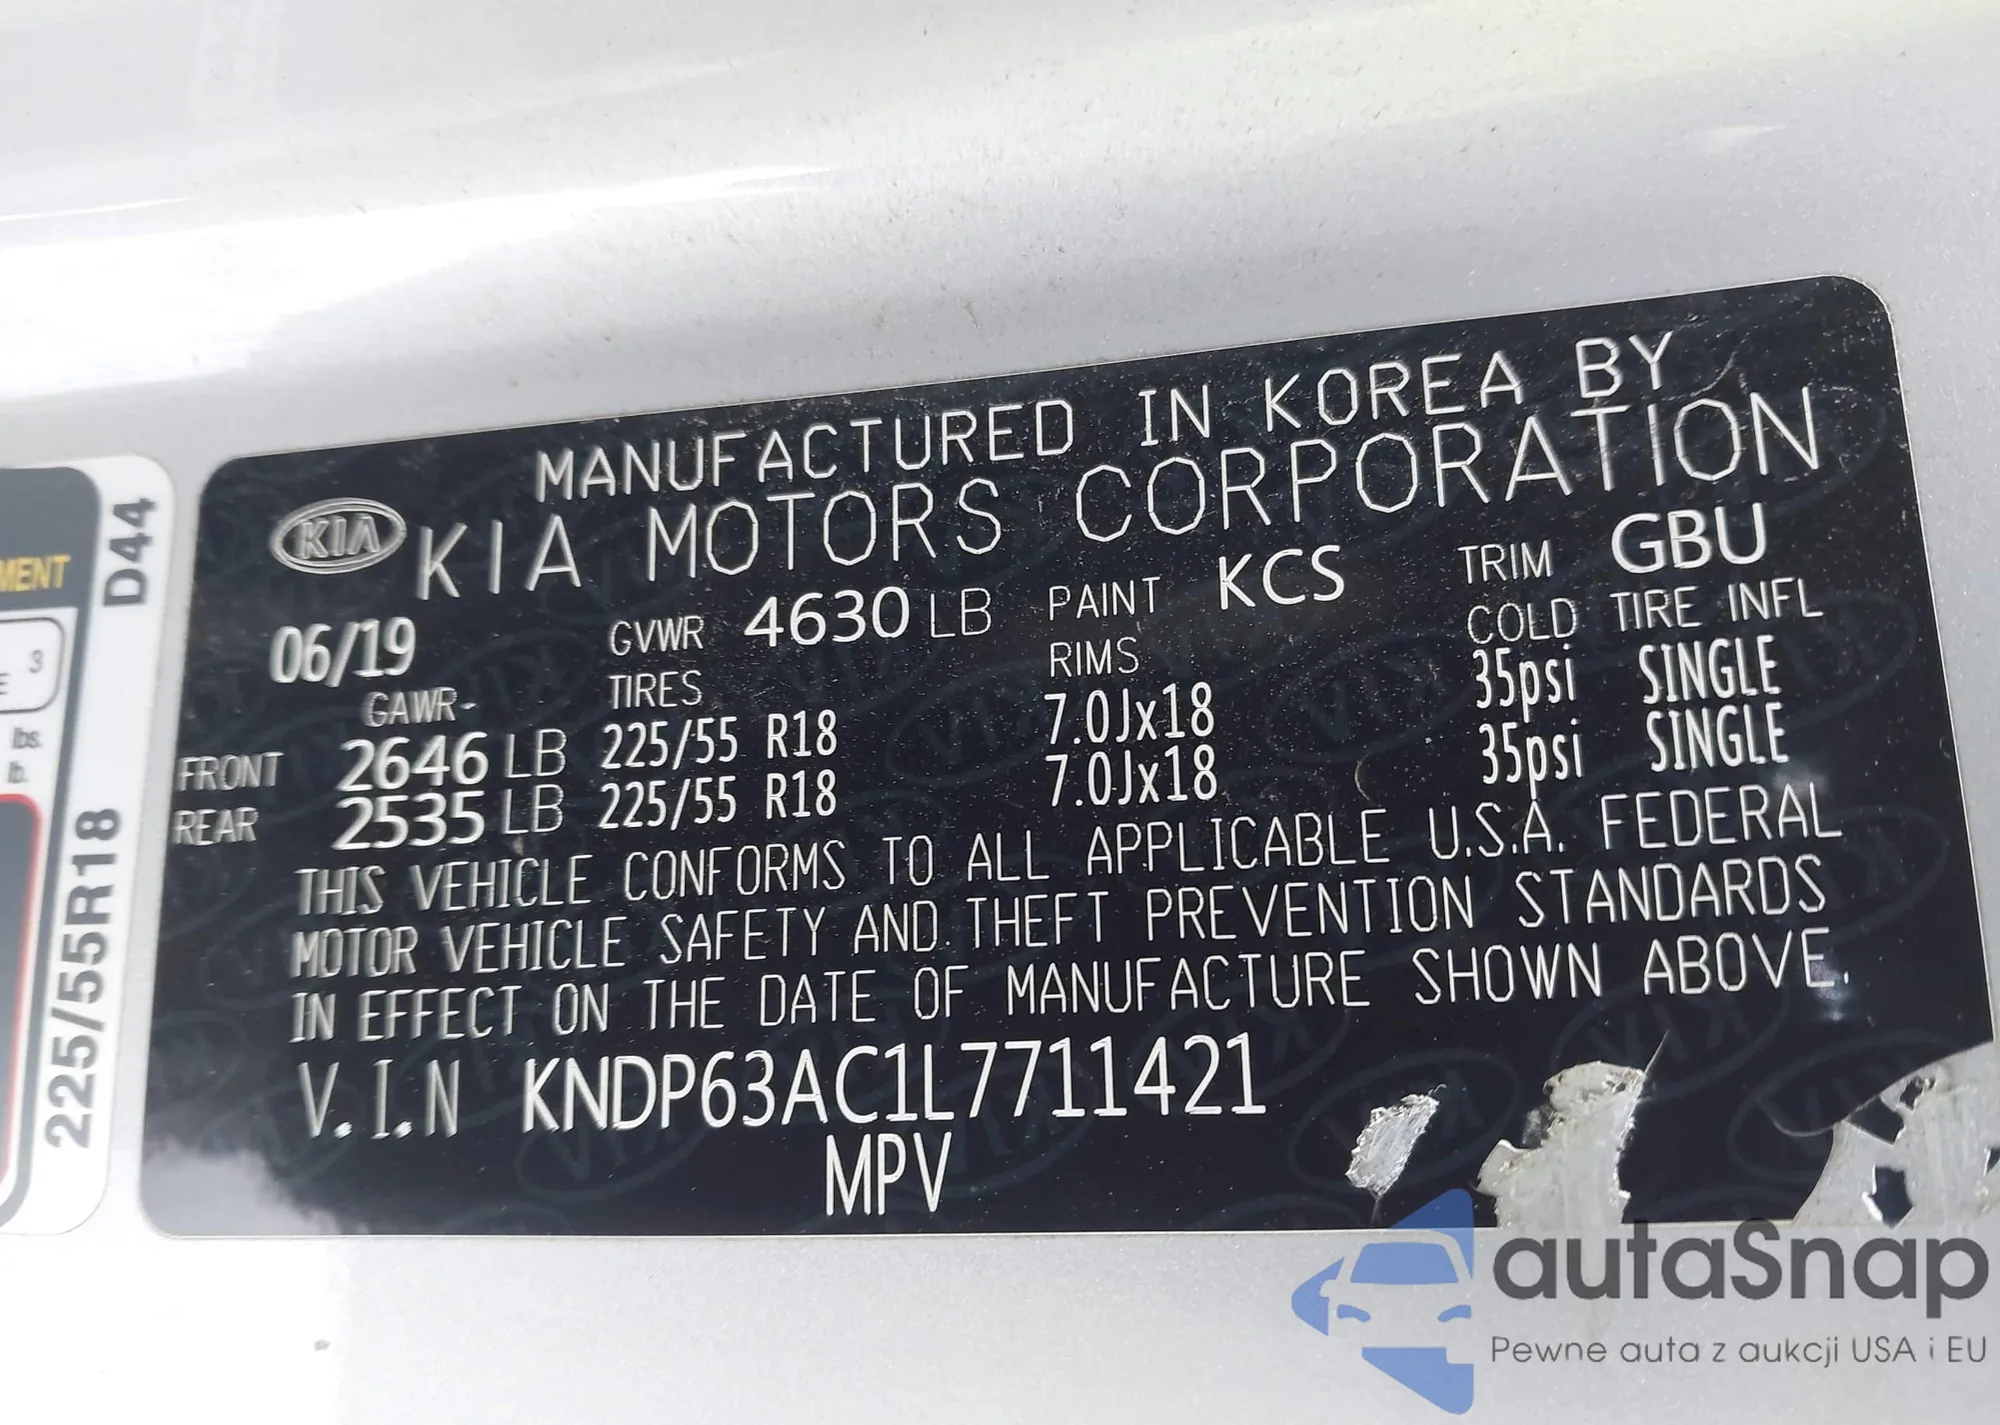 MANUFACTURED IN KOREA BY
KIA KIA MOTORS CORPORATION
06/19 GVWR 4630 LB PAINT KCS TRIM GBU
GAWR- TIRES RIMS COLD TIRE INFL
FRONT 2646 LB 225/55 R18 7.0Jx18 35psi SINGLE
REAR 2535 LB 225/55 R18 7.0Jx18 35psi SINGLE
THIS VEHICLE CONFORMS TO ALL APPLICABLE U.S.A. FEDERAL
MOTOR VEHICLE SAFETY AND THEFT PREVENTION STANDARDS
IN EFFECT ON THE DATE OF MANUFACTURE SHOWN ABOVE.
V.I.N KNDP63AC1L7711421
MPV
D44
225/55R18
MENT
3
E
lbs.
lb.
autaSnap
Pewne auta z aukcji USA i EU